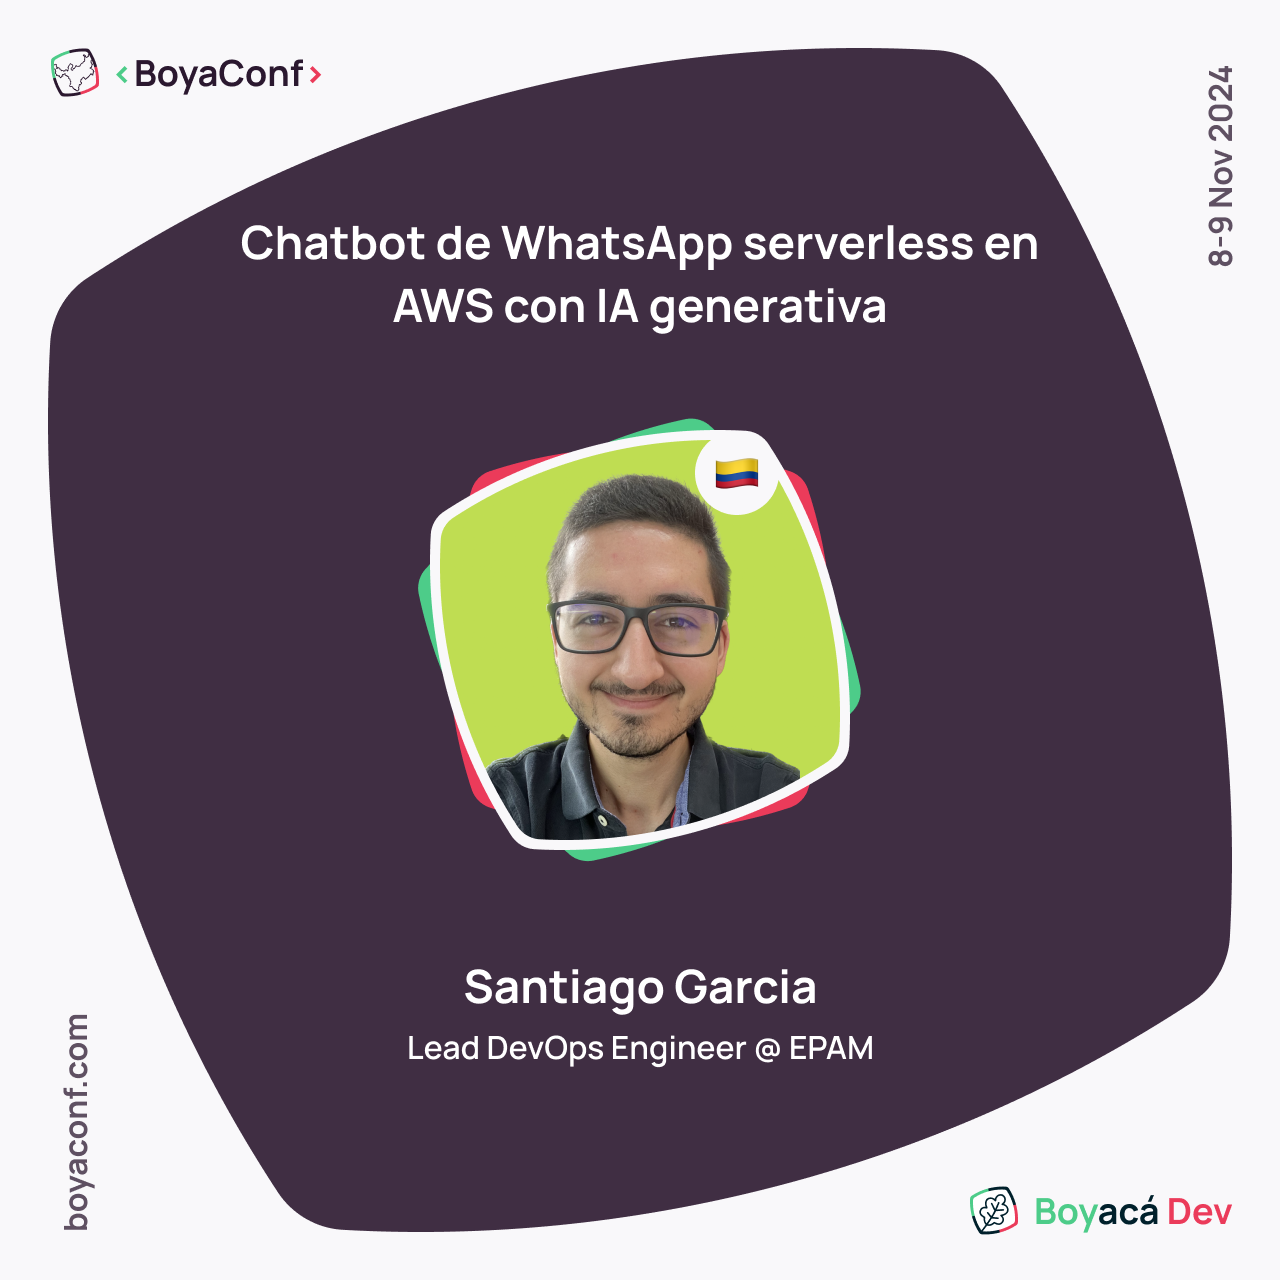 <BoyaConf>
8-9 Nov 2024
Chatbot de WhatsApp serverless en
AWS con IA generativa
Santiago Garcia
Lead DevOps Engineer @ EPAM
boyaconf.com
Boyacá Dev